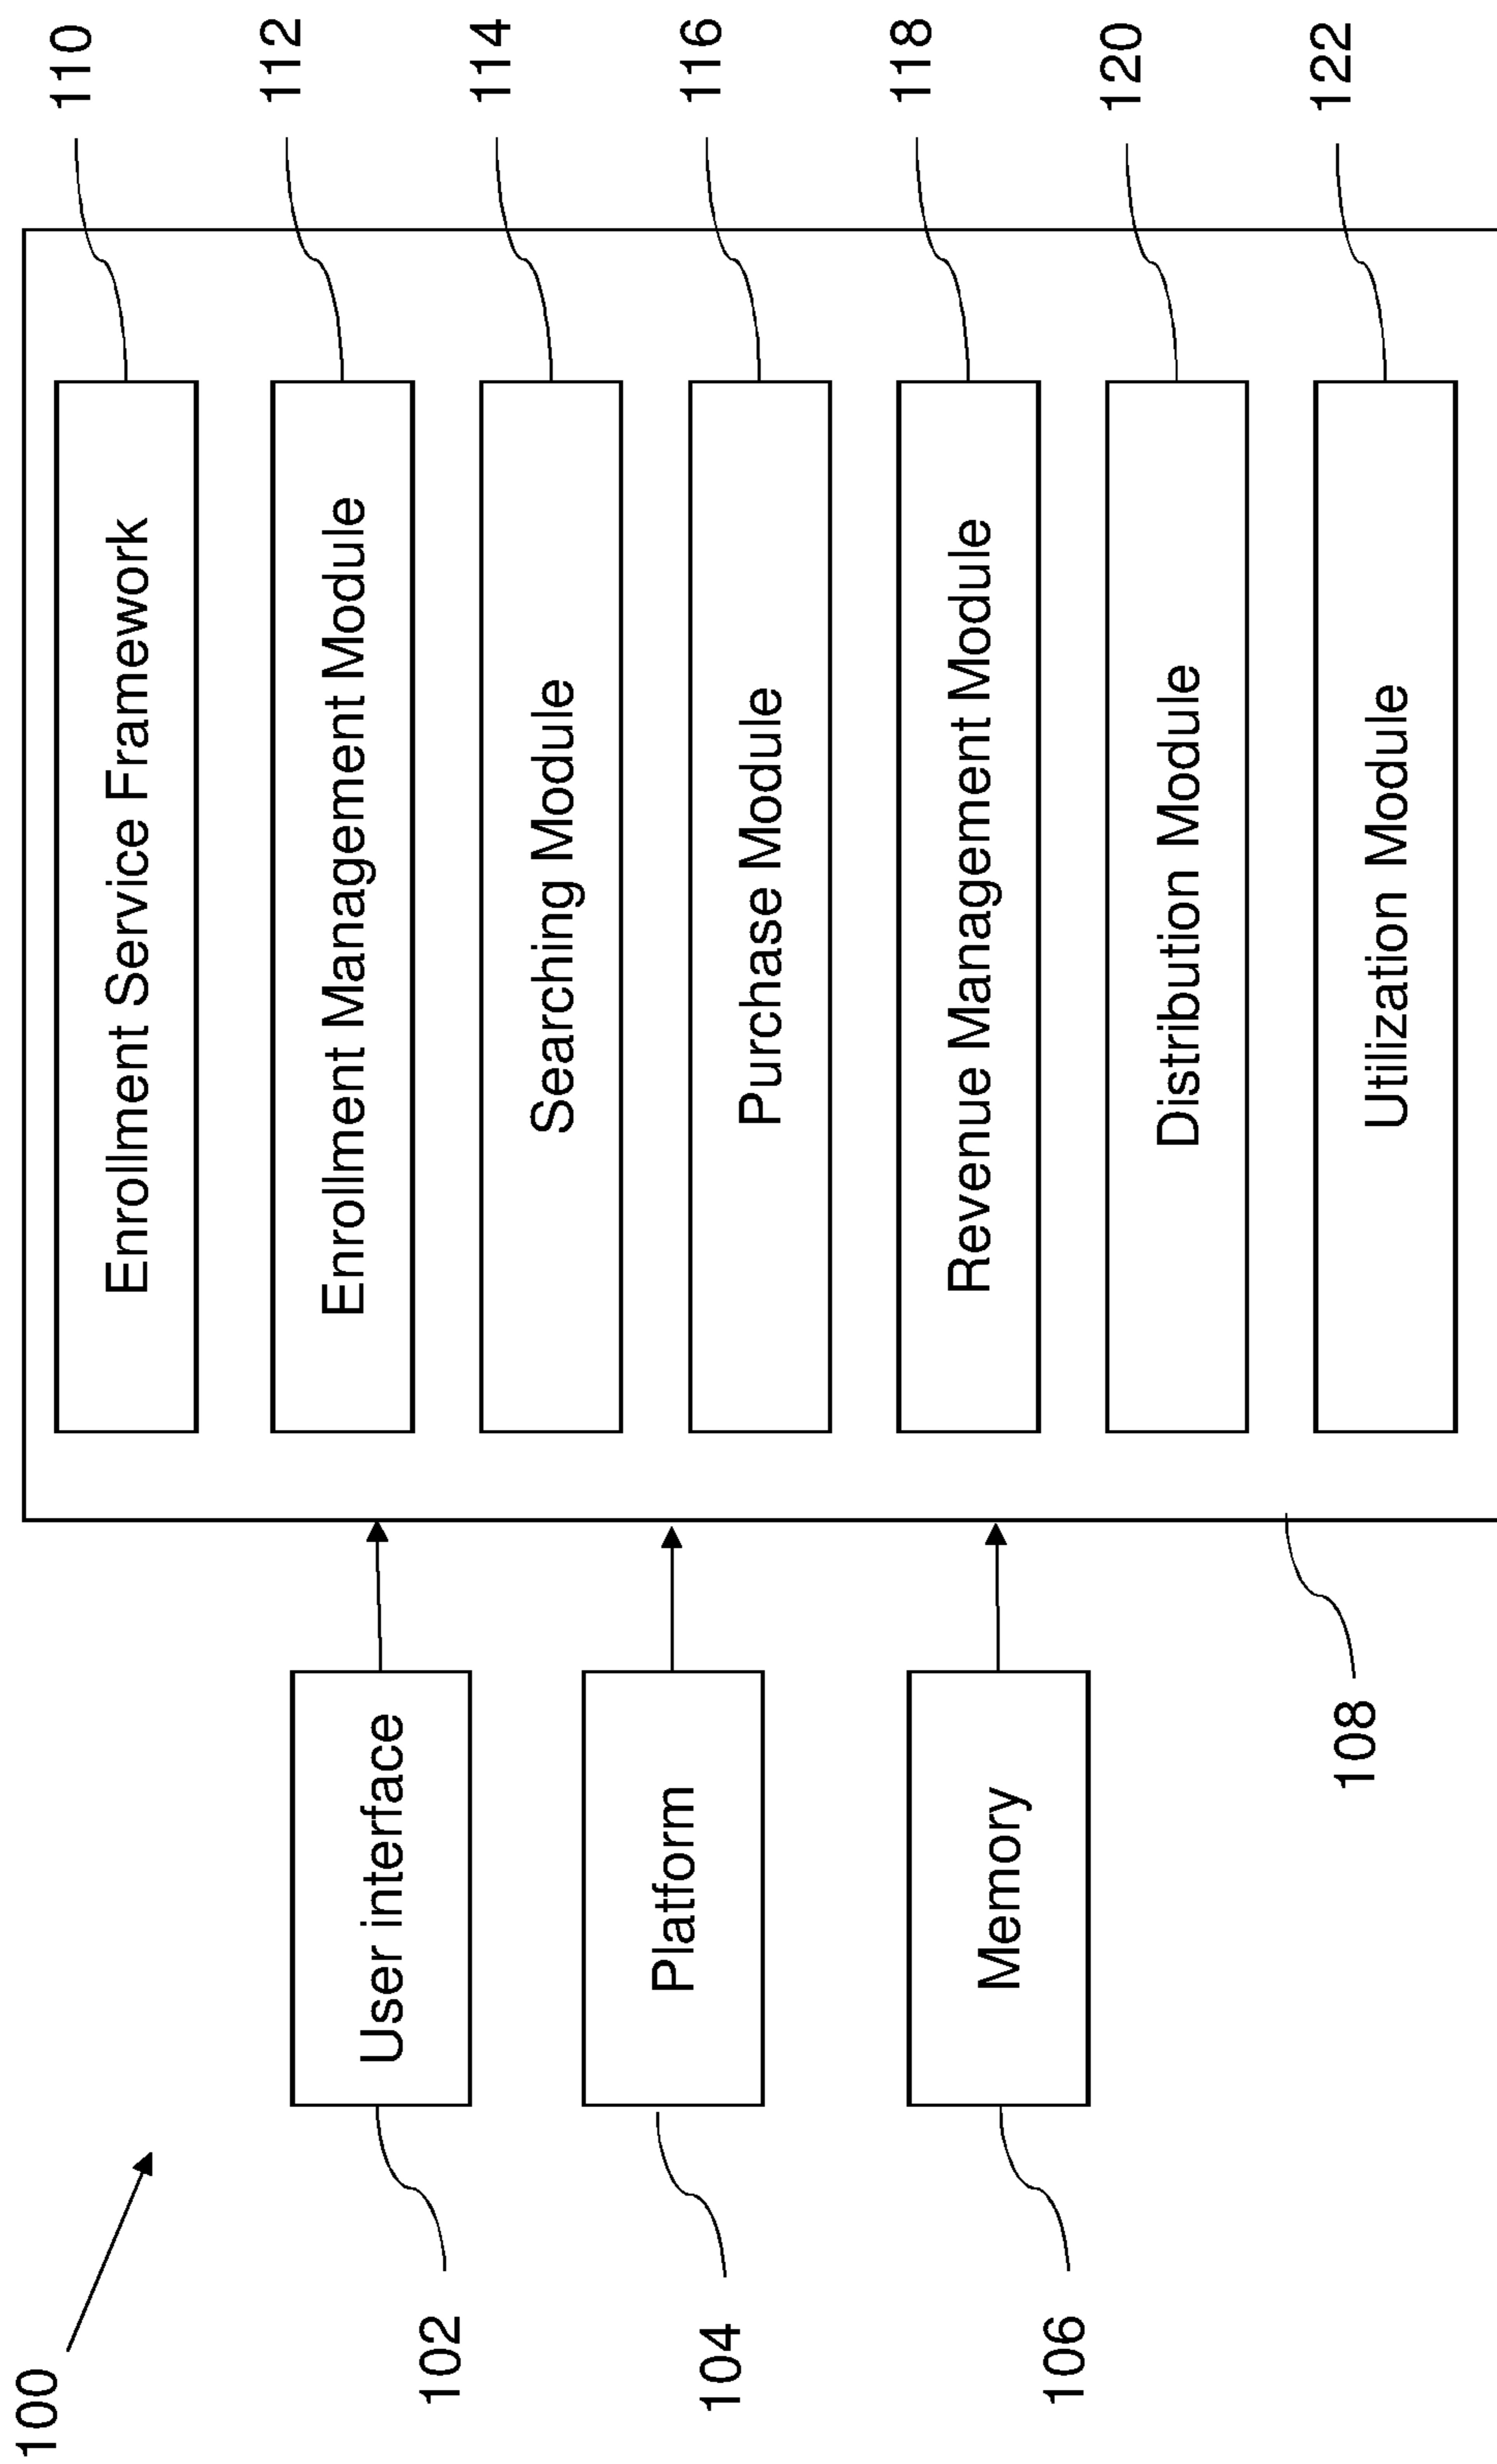 100
102
User interface
104
Platform
106
Memory
108
Enrollment Service Framework
110
Enrollment Management Module
112
Searching Module
114
Purchase Module
116
Revenue Management Module
118
Distribution Module
120
Utilization Module
122